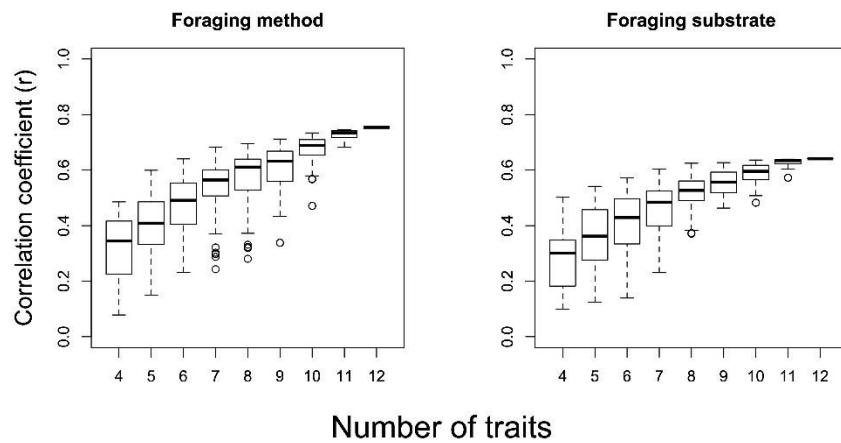 Foraging method
Foraging substrate
Correlation coefficient (r)
1.0
0.8
0.6
0.4
0.2
0.0
4 5 6 7 8 9 10 11 12
1.0
0.8
0.6
0.4
0.2
0.0
4 5 6 7 8 9 10 11 12
Number of traits